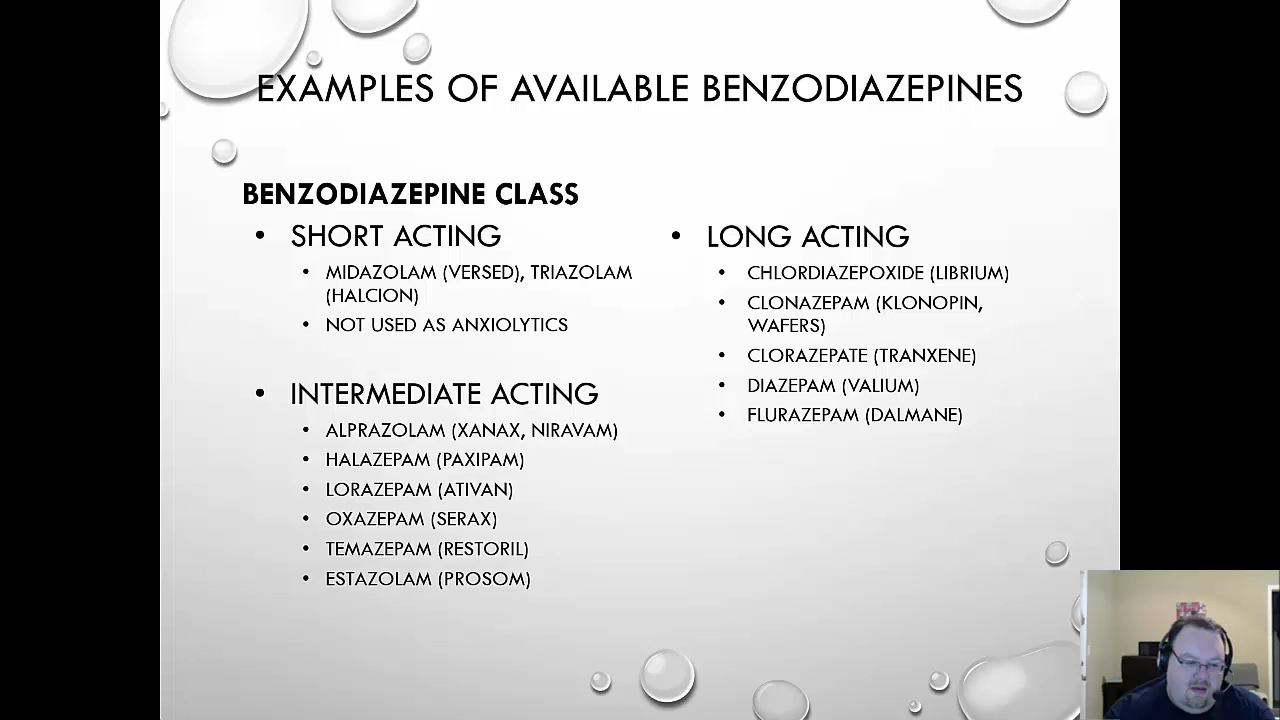 EXAMPLES OF AVAILABLE BENZODIAZEPINES
BENZODIAZEPINE CLASS
• SHORT ACTING
• MIDAZOLAM (VERSED), TRIAZOLAM
(HALCION)
• NOT USED AS ANXIOLYTICS
• INTERMEDIATE ACTING
• ALPRAZOLAM (XANAX, NIRAVAM)
• HALAZEPAM (PAXIPAM)
• LORAZEPAM (ATIVAN)
• OXAZEPAM (SERAX)
• TEMAZEPAM (RESTORIL)
• ESTAZOLAM (PROSOM)
• LONG ACTING
• CHLORDIAZEPOXIDE (LIBRIUM)
• CLONAZEPAM (KLONOPIN,
WAFERS)
• CLORAZEPATE (TRANXENE)
• DIAZEPAM (VALIUM)
• FLURAZEPAM (DALMANE)